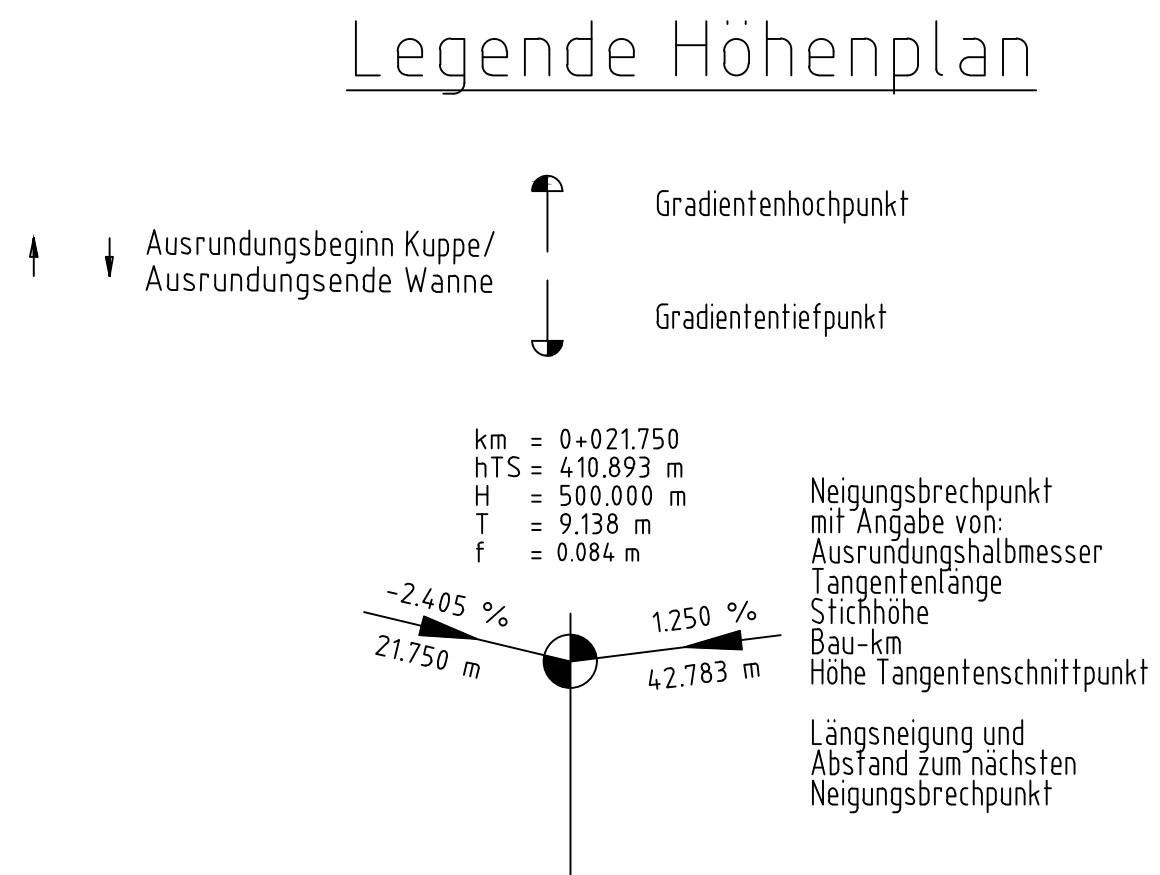 Legende Höhenplan
Gradientenhochpunkt
Ausrundungsbeginn Kuppe/
Ausrundungsende Wanne
Gradiententiefpunkt
km = 0+021.750
hTS = 410.893 m
H = 500.000 m
T = 9.138 m
f = 0.084 m
-2.405 %
21.750 m
1.250 %
42.783 m
Neigungsbrechpunkt
mit Angabe von:
Ausrundungshalbmesser
Tangentenlänge
Stichhöhe
Bau-km
Höhe Tangentenschnittpunkt
Längsneigung und
Abstand zum nächsten
Neigungsbrechpunkt